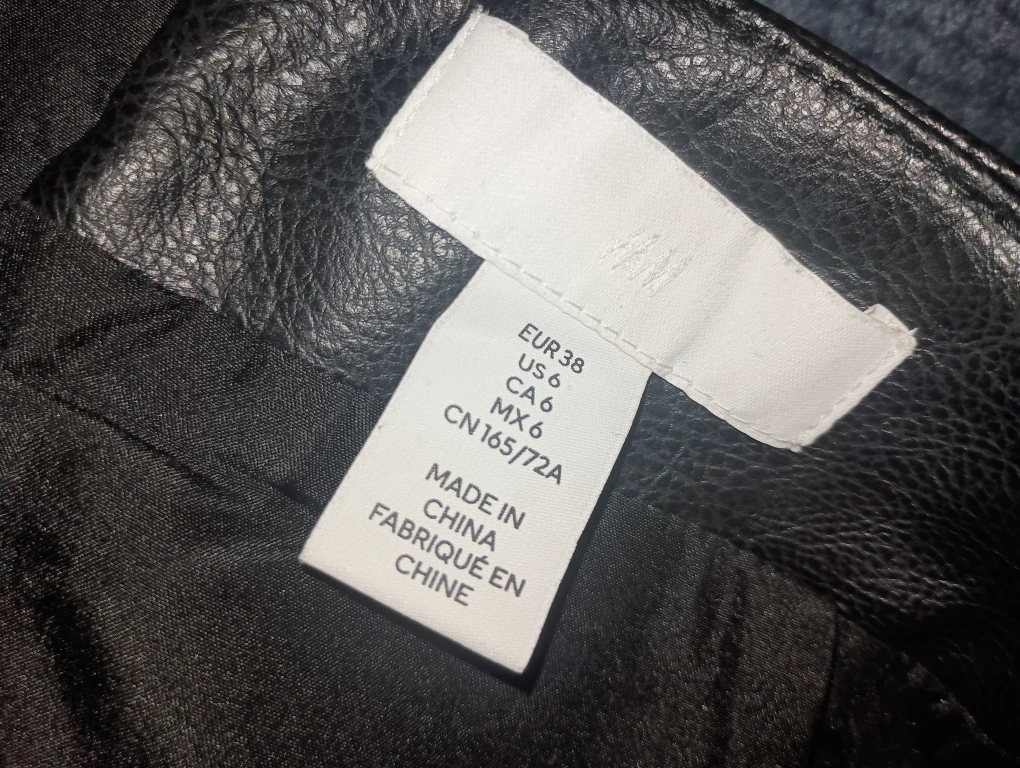 H&M
EUR 38
US 6
CA 6
MX 6
CN 165/72A
MADE IN
CHINA
FABRIQUÉ EN
CHINE